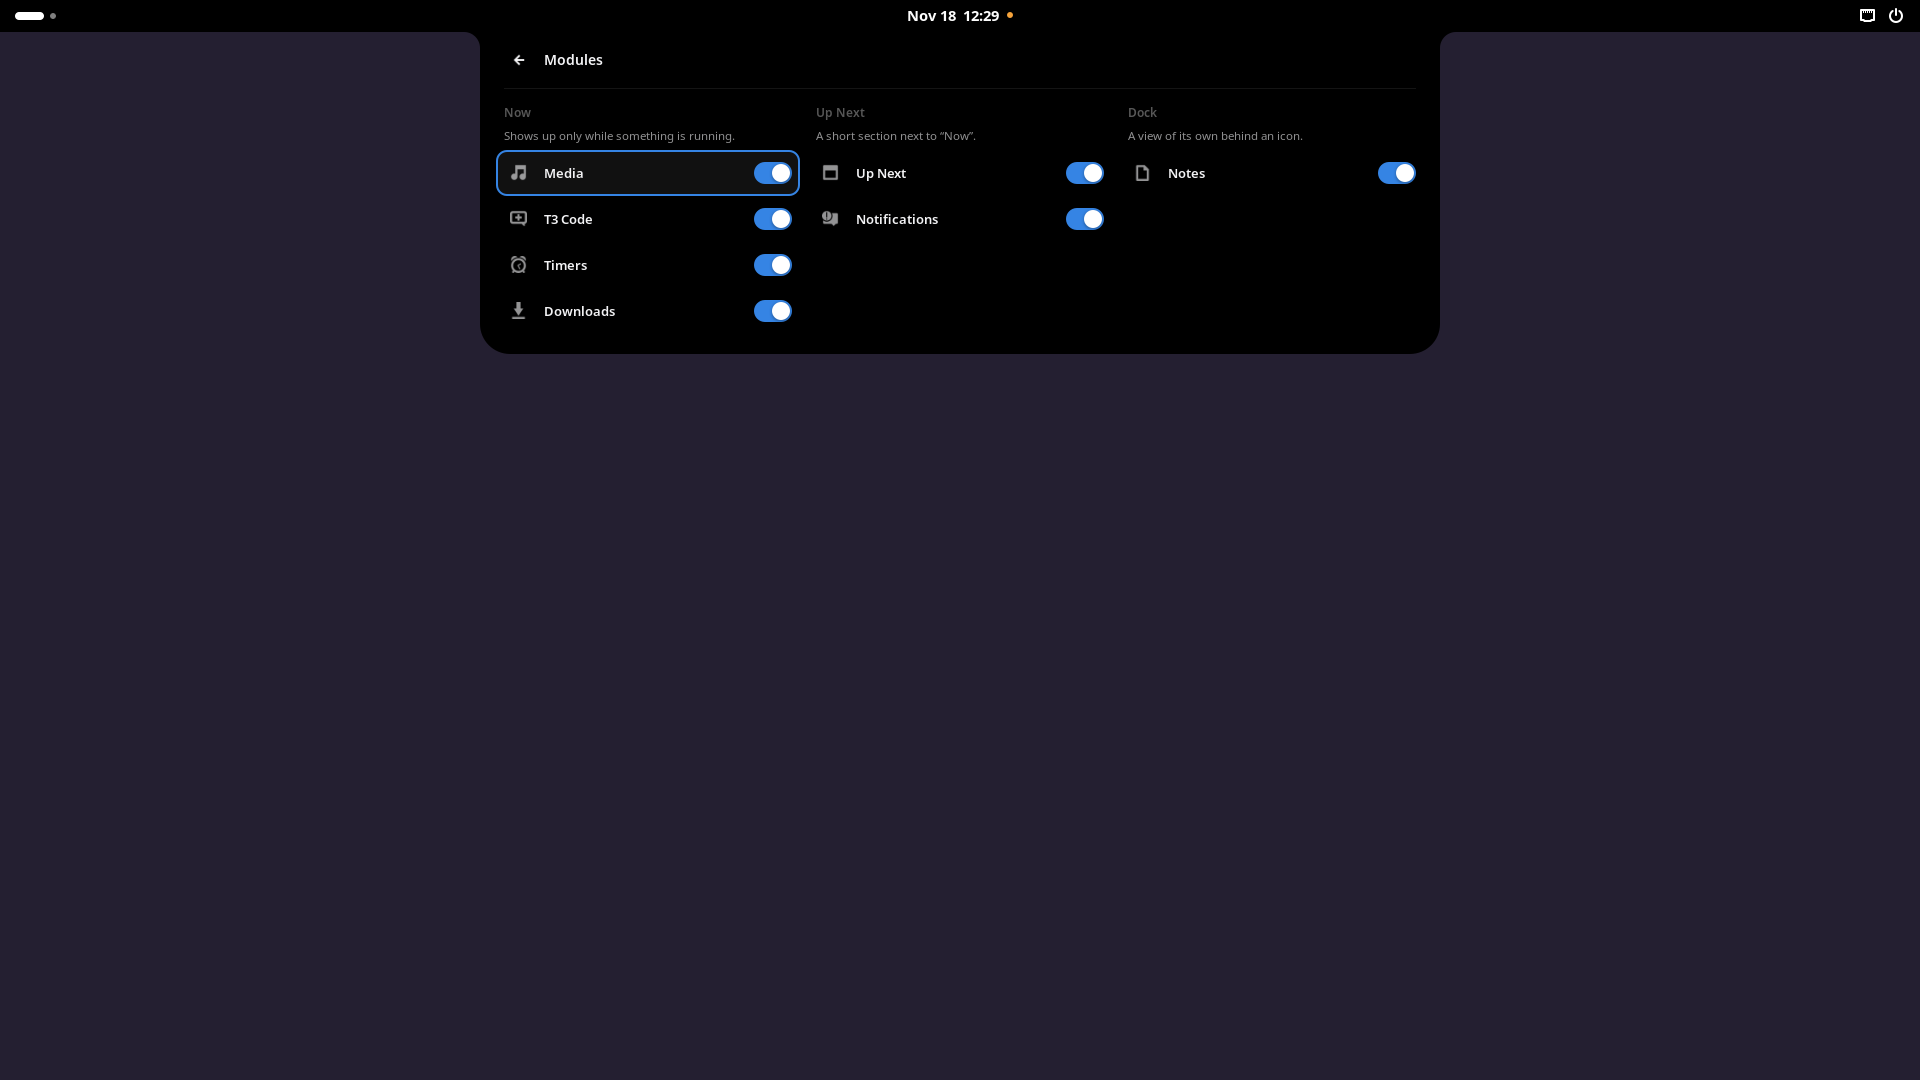 Nov 18 12:29
Modules
Now
Shows up only while something is running.
Media
T3 Code
Timers
Downloads
Up Next
A short section next to “Now”.
Up Next
Notifications
Dock
A view of its own behind an icon.
Notes